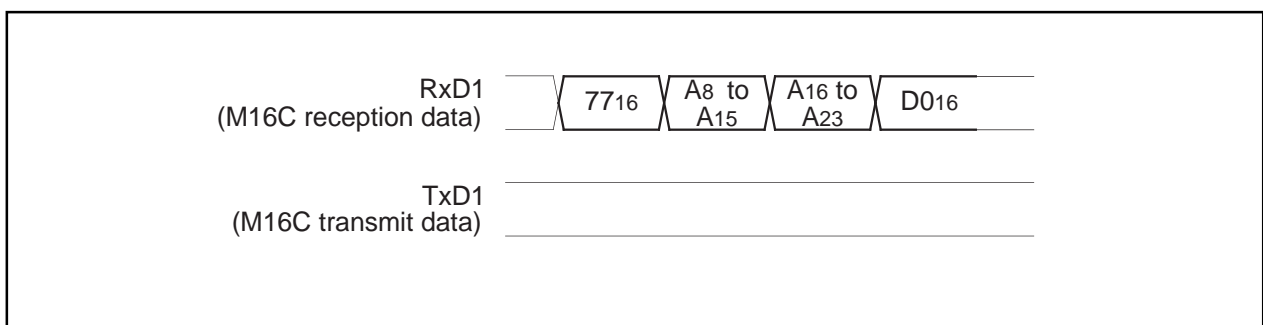 RxD1
(M16C reception data)
7716
A8 to
A15
A16 to
A23
D016
TxD1
(M16C transmit data)